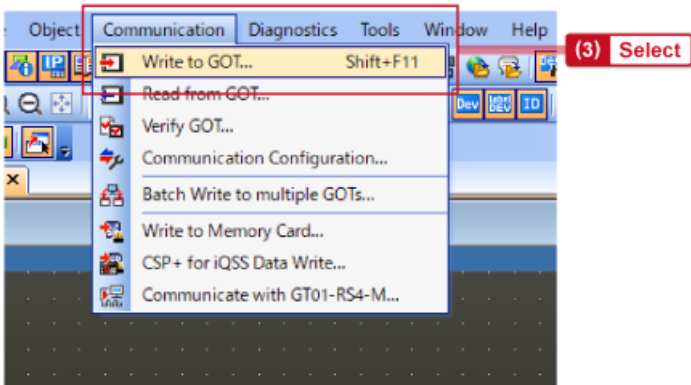 Object Communication Diagnostics Tools Window Help
(3) Select
Write to GOT... Shift+F11
Read from GOT...
Dev ID
Verify GOT...
Communication Configuration...
Batch Write to multiple GOTs...
Write to Memory Card...
CSP+ for iQSS Data Write...
Communicate with GT01-RS4-M...